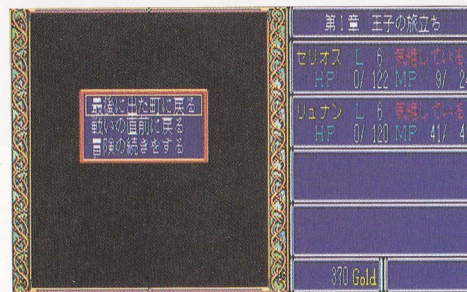 最後に出た町に戻る
戦いの直前に戻る
冒険の続きをする
第1章 王子の旅立ち
セリオス L 6 気絶している
HP 0/ 122 MP 9/ 2
リュナン L 6 気絶している
HP 0/ 120 MP 41/ 4
370 Gold